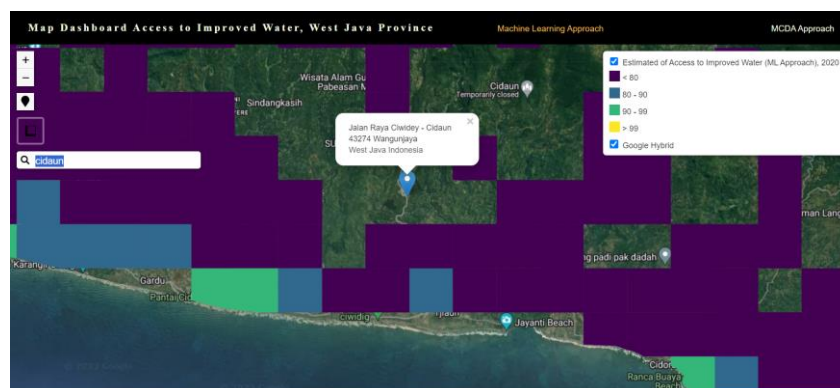 Map Dashboard Access to Improved Water, West Java Province
Machine Learning Approach
MCDA Approach
+
−
cidaun
Wisata Alam Gu
Pabeasan
Sindangkasih
Cidaun
Temporarily closed
Jalan Raya Ciwidey - Cidaun
43274 Wangunjaya
West Java Indonesia
×
Estimated of Access to Improved Water (ML Approach), 2020
< 80
80 - 90
90 - 99
> 99
Google Hybrid
man Lang
ng padi pak dadah
Karang
Gardu
Pantai Cid
ciwidig
Jayanti Beach
Cidor
Ranca Buaya
Beach